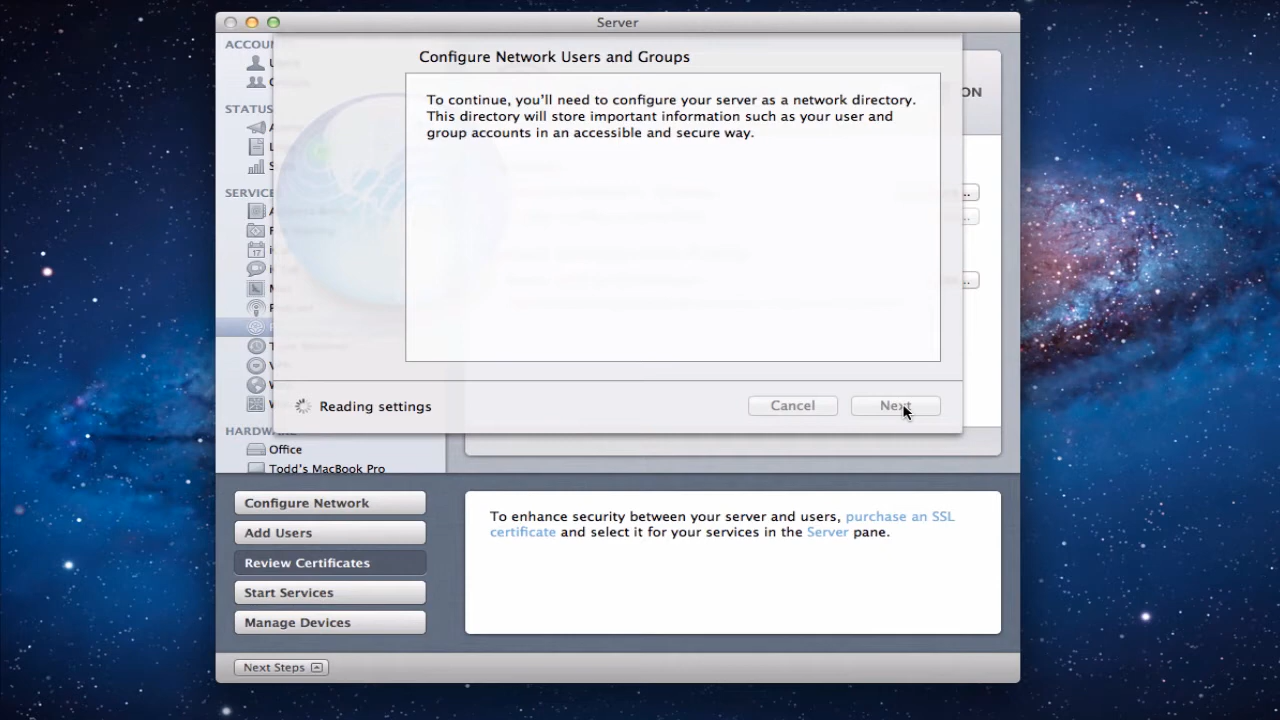 Server
ACCOU
Configure Network Users and Groups
To continue, you'll need to configure your server as a network directory.
This directory will store important information such as your user and
group accounts in an accessible and secure way.
ON
STATUS
SERVICE
HARDW
Reading settings
Cancel
Next
Office
Todd's MacBook Pro
Configure Network
Add Users
Review Certificates
Start Services
Manage Devices
To enhance security between your server and users, purchase an SSL
certificate and select it for your services in the Server pane.
Next Steps